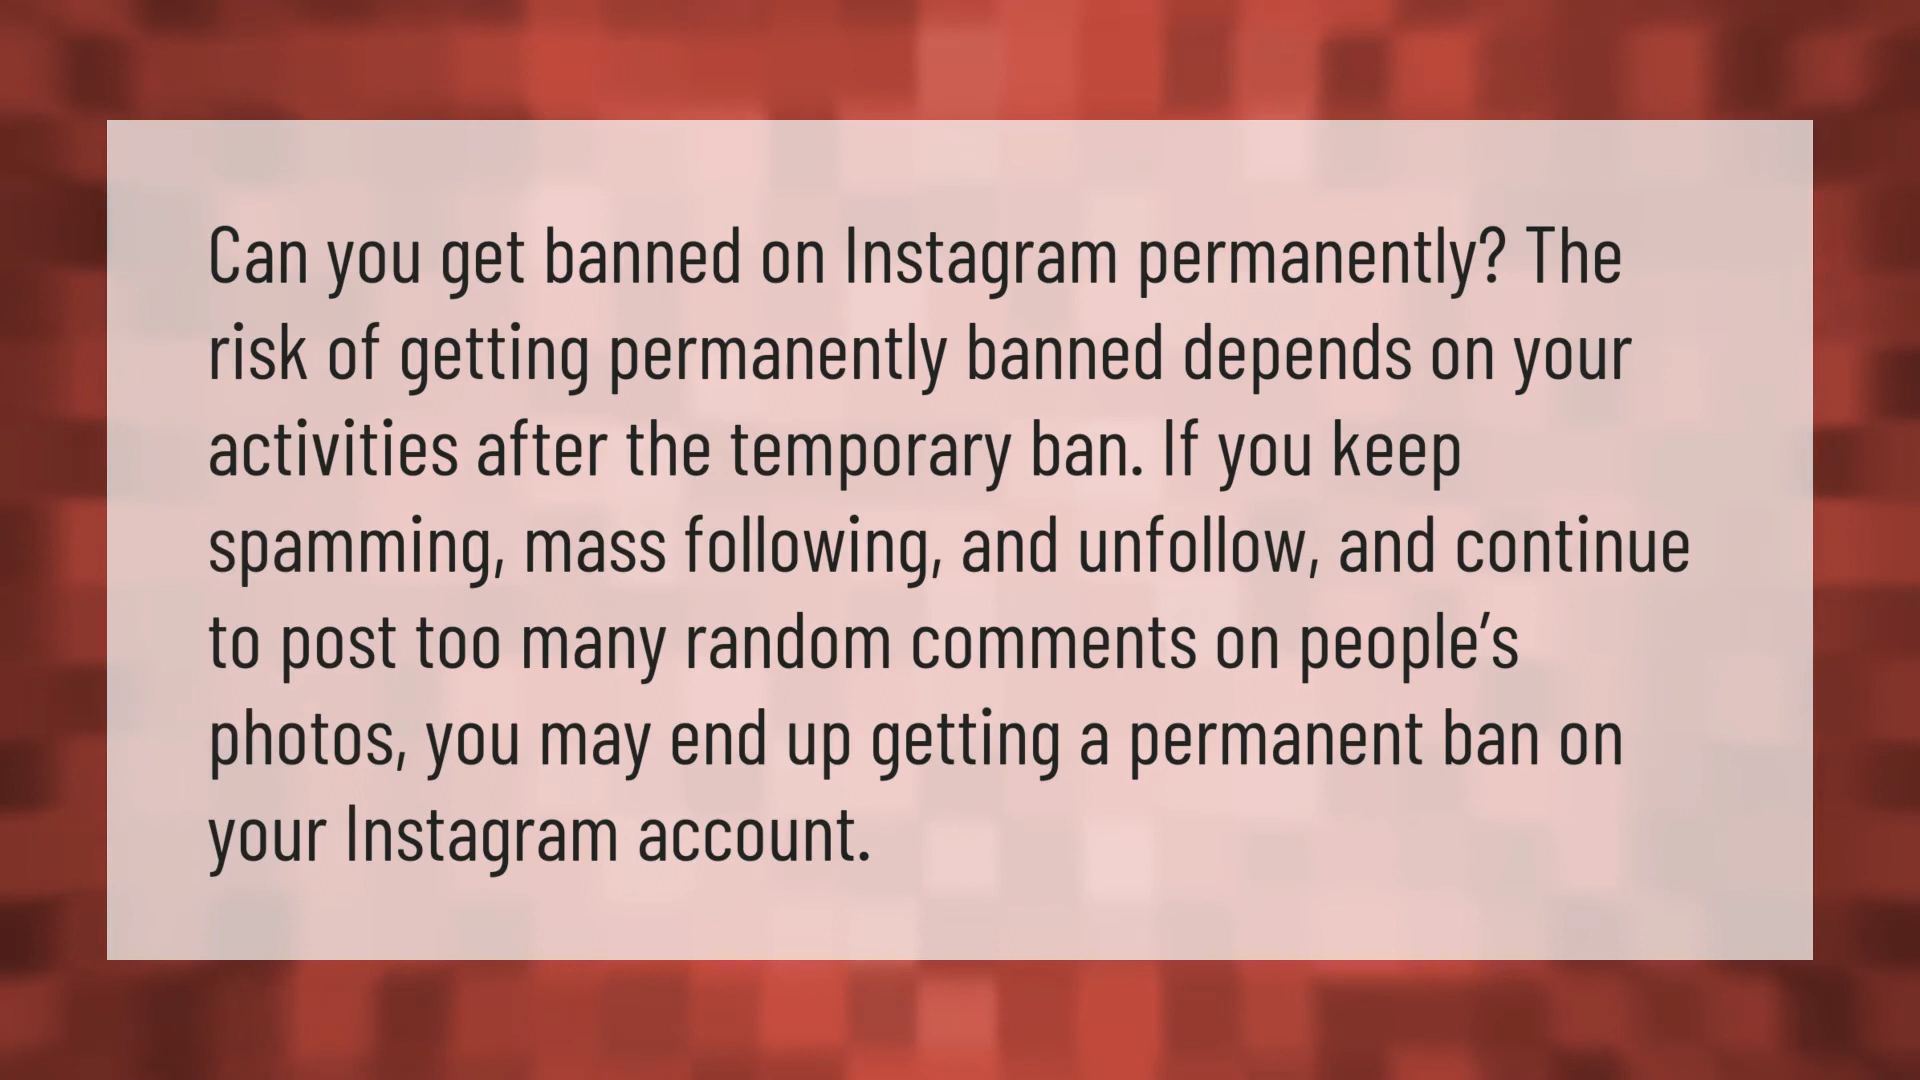 Can you get banned on Instagram permanently? The
risk of getting permanently banned depends on your
activities after the temporary ban. If you keep
spamming, mass following, and unfollow, and continue
to post too many random comments on people’s
photos, you may end up getting a permanent ban on
your Instagram account.